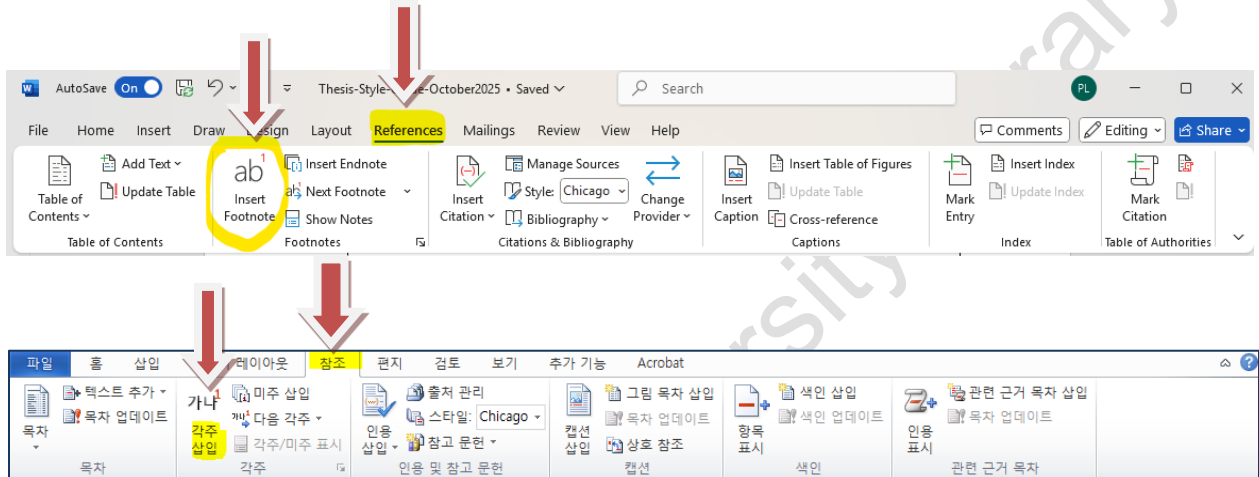 AutoSave On Thesis-Style- e-October2025 • Saved Search PL
File Home Insert Draw Design Layout References Mailings Review View Help Comments Editing Share
Table of Contents
Add Text
Update Table
Table of Contents
ab1
Insert Footnote
Insert Endnote
Next Footnote
Show Notes
Footnotes
Insert Citation
Manage Sources
Style: Chicago
Bibliography
Citations & Bibliography
Change Provider
Insert Caption
Insert Table of Figures
Update Table
Cross-reference
Captions
Mark Entry
Insert Index
Update Index
Index
Mark Citation
Table of Authorities
파일 홈 삽입 레이아웃 참조 편지 검토 보기 추가 기능 Acrobat
목차
텍스트 추가
목차 업데이트
목차
가나1
각주 삽입
미주 삽입
다음 각주
각주/미주 표시
각주
인용 삽입
출처 관리
스타일: Chicago
참고 문헌
인용 및 참고 문헌
캡션 삽입
그림 목차 삽입
목차 업데이트
상호 참조
캡션
항목 표시
색인 삽입
색인 업데이트
색인
인용 표시
관련 근거 목차 삽입
목차 업데이트
관련 근거 목차